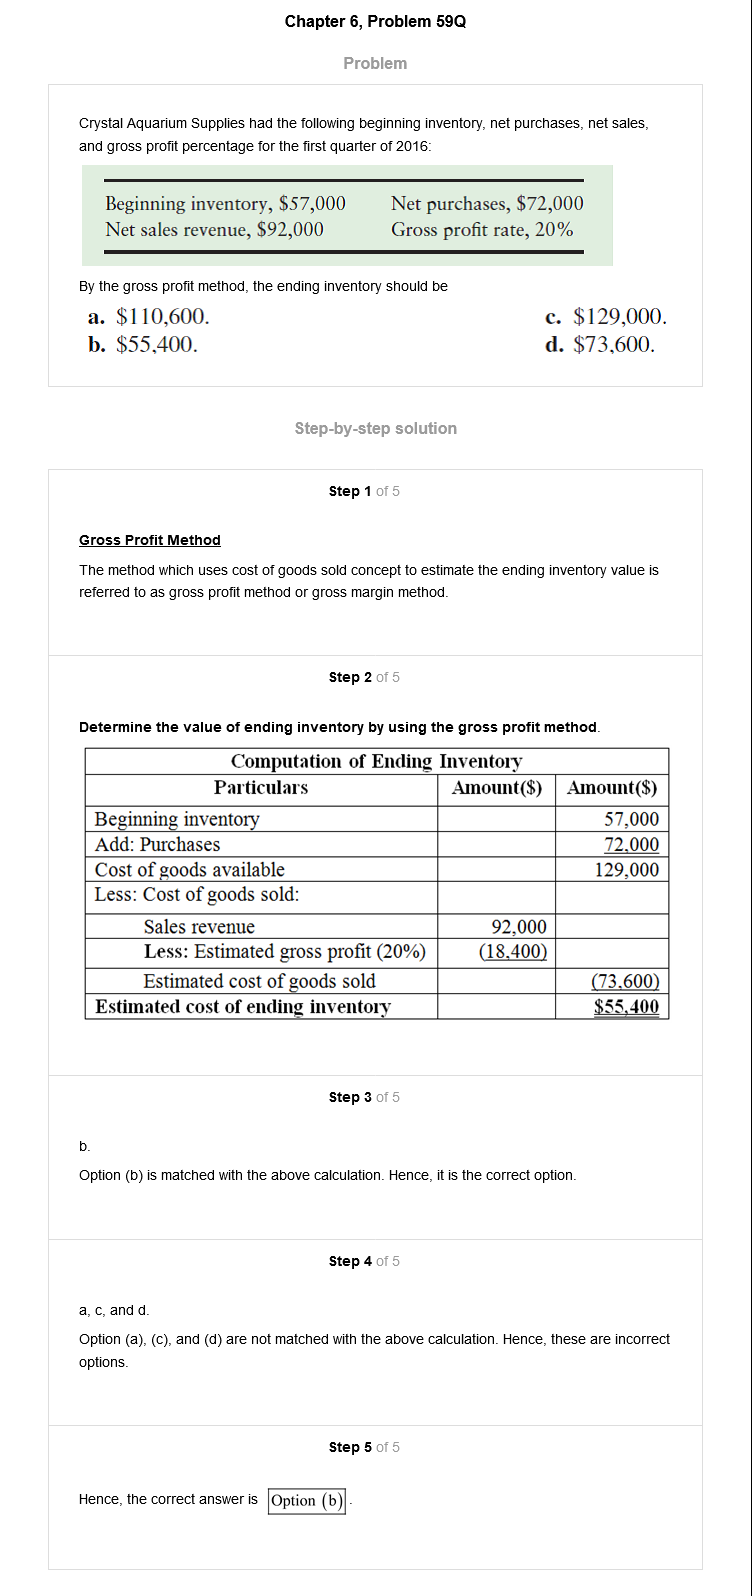 Chapter 6, Problem 59Q
Problem
Crystal Aquarium Supplies had the following beginning inventory, net purchases, net sales,
and gross profit percentage for the first quarter of 2016:
Beginning inventory, $57,000 Net purchases, $72,000
Net sales revenue, $92,000 Gross profit rate, 20%
By the gross profit method, the ending inventory should be
a. $110,600. c. $129,000.
b. $55,400. d. $73,600.
Step-by-step solution
Step 1 of 5
Gross Profit Method
The method which uses cost of goods sold concept to estimate the ending inventory value is
referred to as gross profit method or gross margin method.
Step 2 of 5
Determine the value of ending inventory by using the gross profit method.
Computation of Ending Inventory
Particulars Amount($) Amount($)
Beginning inventory 57,000
Add: Purchases 72,000
Cost of goods available 129,000
Less: Cost of goods sold:
Sales revenue 92,000
Less: Estimated gross profit (20%) (18,400)
Estimated cost of goods sold (73,600)
Estimated cost of ending inventory $55,400
Step 3 of 5
b.
Option (b) is matched with the above calculation. Hence, it is the correct option.
Step 4 of 5
a, c, and d.
Option (a), (c), and (d) are not matched with the above calculation. Hence, these are incorrect
options.
Step 5 of 5
Hence, the correct answer is Option (b).